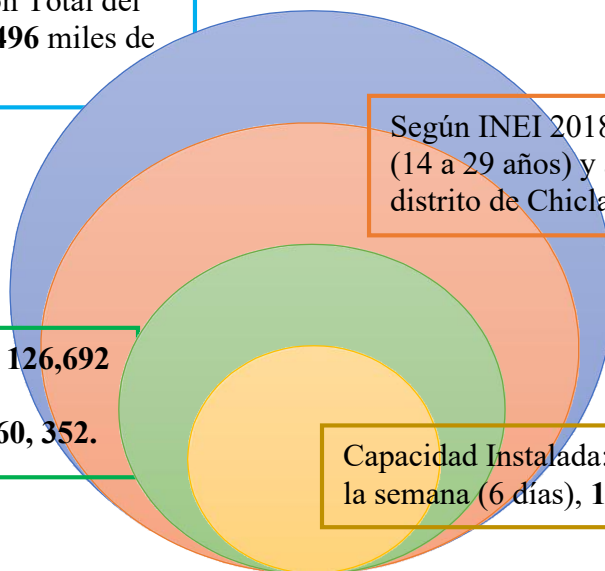 ón Total del
496 miles de
Según INEI 2018
(14 a 29 años) y
distrito de Chicla
126,692
60, 352.
Capacidad Instalada:
la semana (6 días), 1